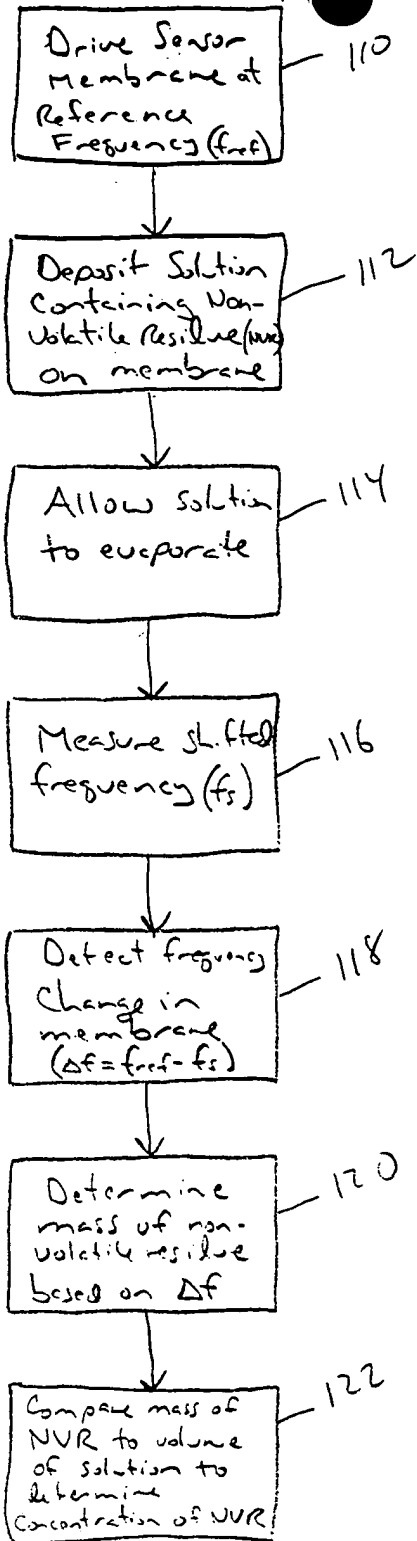 Drive Sensor
Membrane at
Reference
Frequency (fref)
110
Deposit Solution
Containing Non-
Volatile Residue (NVR)
on membrane
112
Allow solution
to evaporate
114
Measure shifted
frequency (fs)
116
Detect frequency
Change in
membrane
(Δf = fref - fs)
118
Determine
mass of non-
volatile residue
based on Δf
120
Compare mass of
NVR to volume
of solution to
determine
Concentration of NVR
122